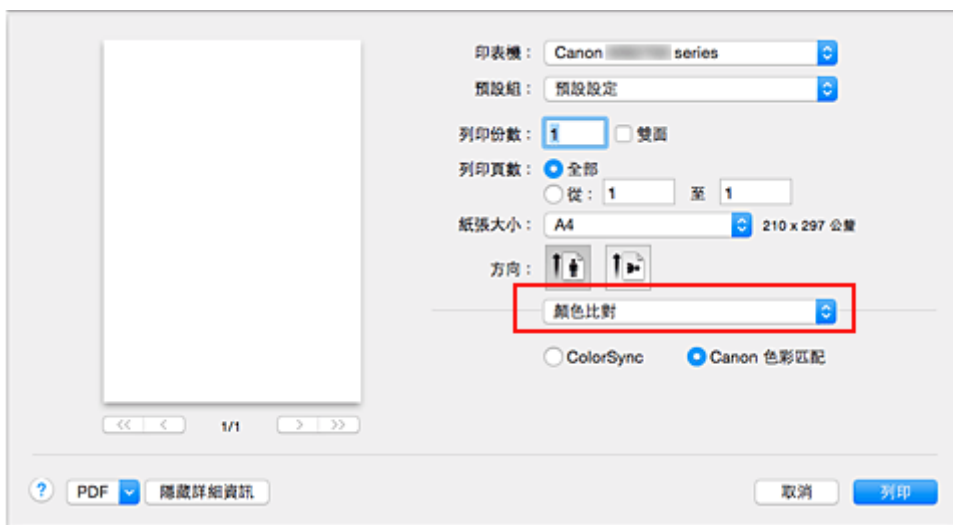 印表機： Canon series
預設組： 預設設定
列印份數： 1 雙面
列印頁數： 全部
從： 1 至 1
紙張大小： A4 210 x 297 公釐
方向：
顏色比對
ColorSync Canon 色彩匹配
<< < 1/1 > >>
? PDF 隱藏詳細資訊 取消 列印